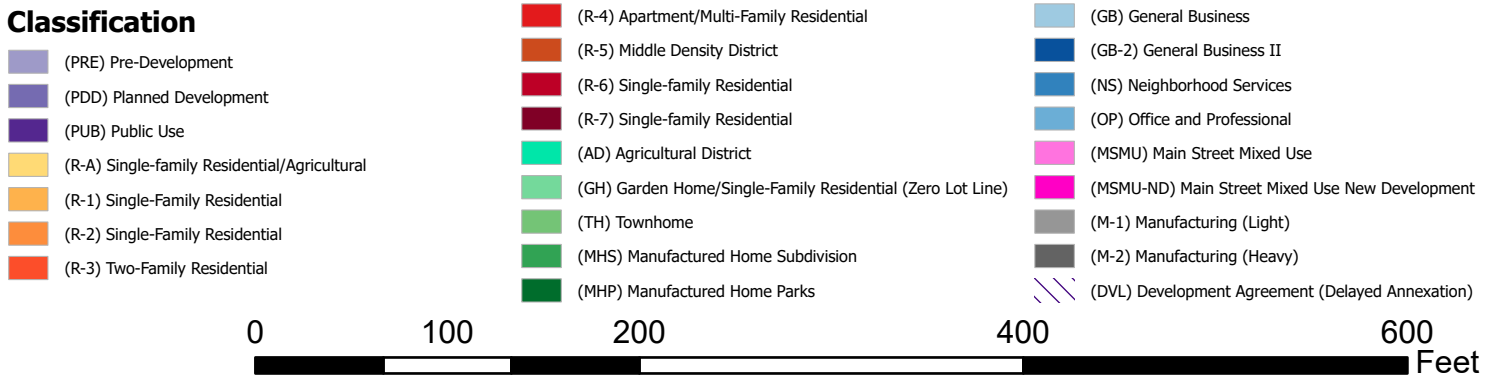 Classification
(PRE) Pre-Development
(PDD) Planned Development
(PUB) Public Use
(R-A) Single-family Residential/Agricultural
(R-1) Single-Family Residential
(R-2) Single-Family Residential
(R-3) Two-Family Residential
(R-4) Apartment/Multi-Family Residential
(R-5) Middle Density District
(R-6) Single-family Residential
(R-7) Single-family Residential
(AD) Agricultural District
(GH) Garden Home/Single-Family Residential (Zero Lot Line)
(TH) Townhome
(MHS) Manufactured Home Subdivision
(MHP) Manufactured Home Parks
(GB) General Business
(GB-2) General Business II
(NS) Neighborhood Services
(OP) Office and Professional
(MSMU) Main Street Mixed Use
(MSMU-ND) Main Street Mixed Use New Development
(M-1) Manufacturing (Light)
(M-2) Manufacturing (Heavy)
(DVL) Development Agreement (Delayed Annexation)
0 100 200 400 600
Feet